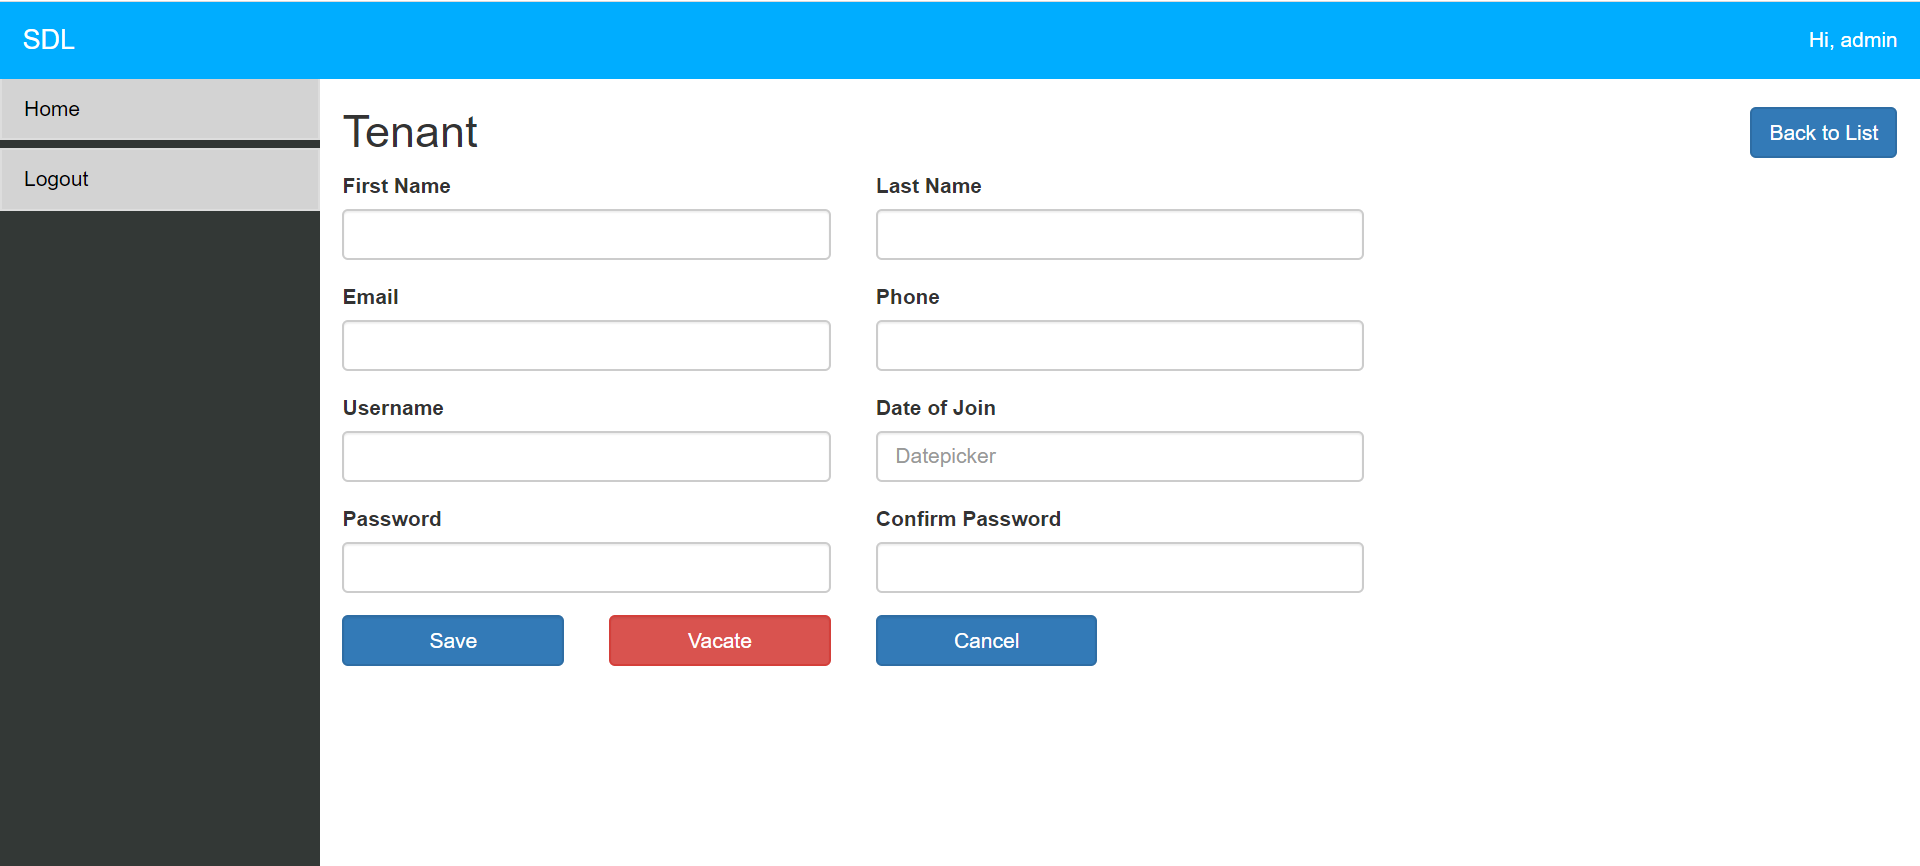 SDL
Hi, admin
Home
Logout
Tenant
Back to List
First Name
Last Name
Email
Phone
Username
Date of Join
Datepicker
Password
Confirm Password
Save
Vacate
Cancel